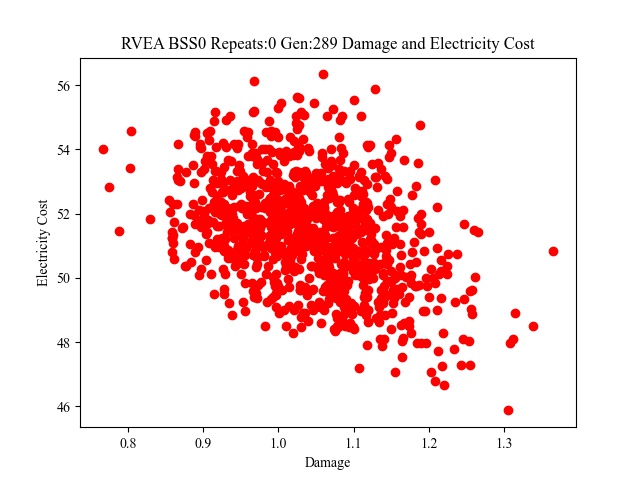 RVEA BSS0 Repeats:0 Gen:289 Damage and Electricity Cost
56
54
52
50
48
46
Electricity Cost
0.8 0.9 1.0 1.1 1.2 1.3
Damage